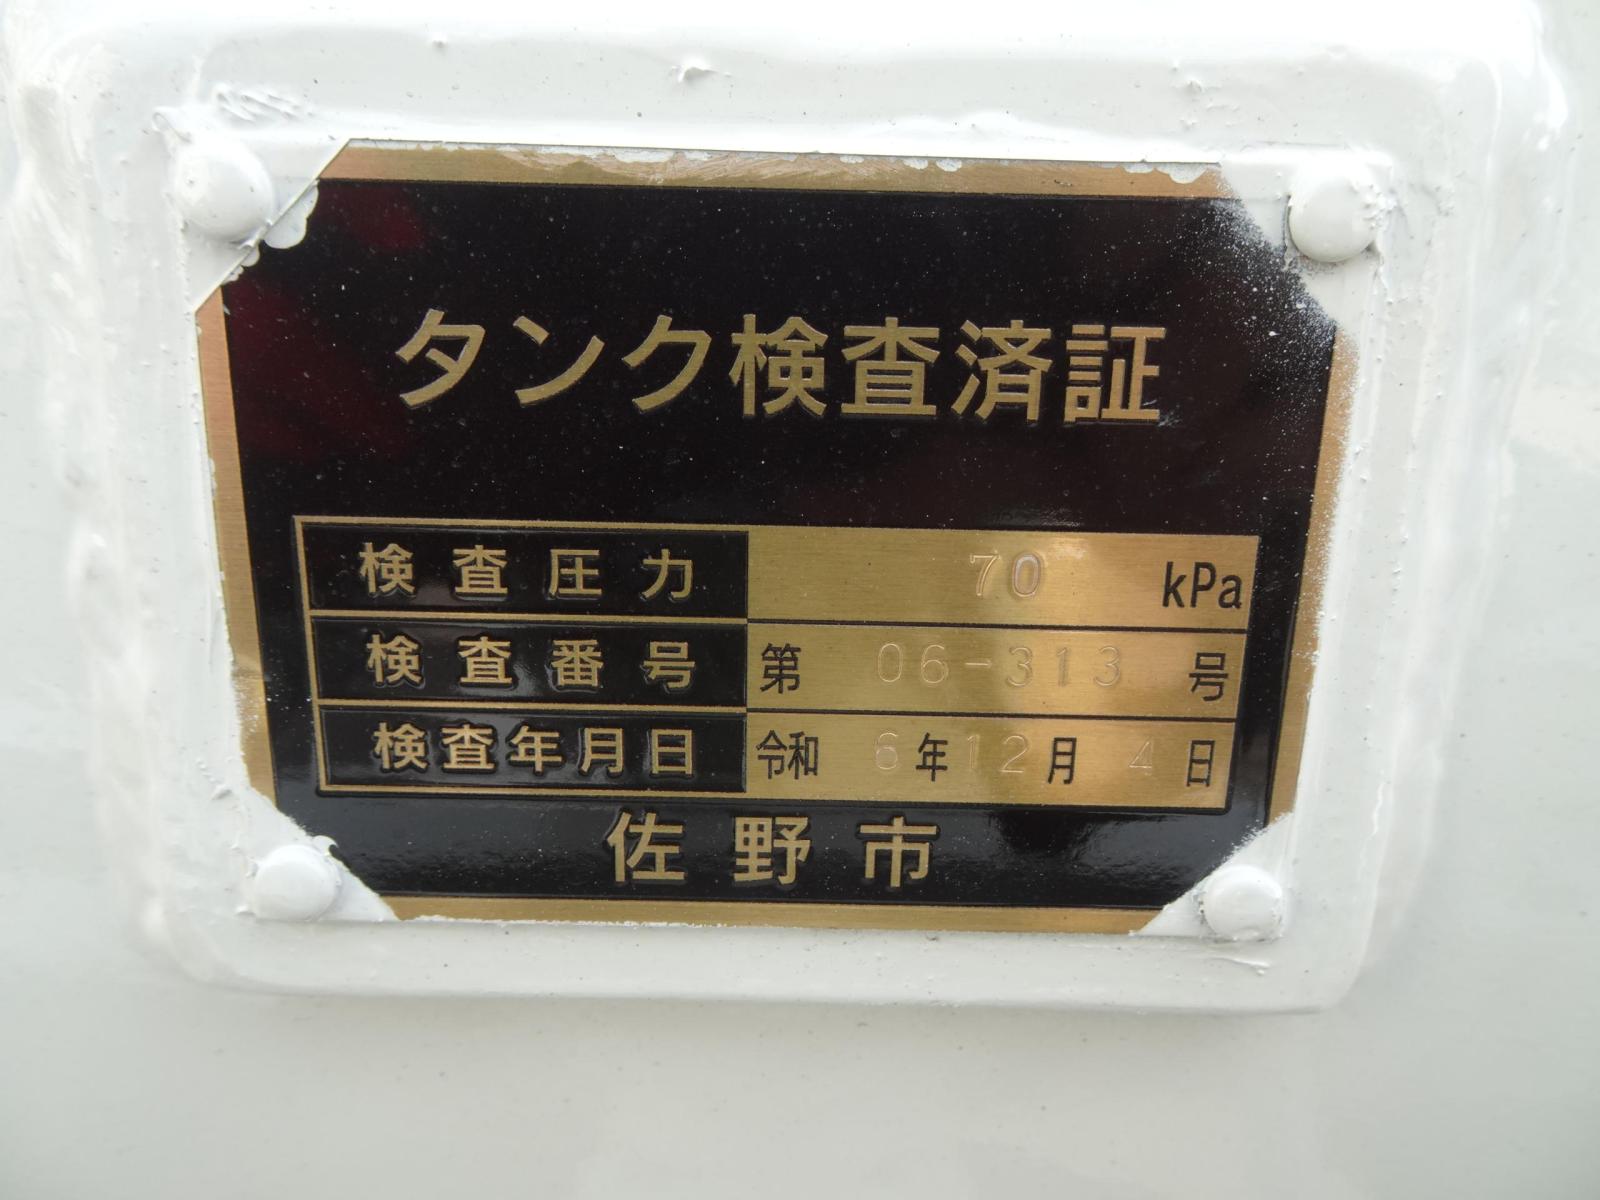 タンク検査済証
検査圧力 70 kPa
検査番号 第 06-313 号
検査年月日 令和 6年12月 4日
佐野市